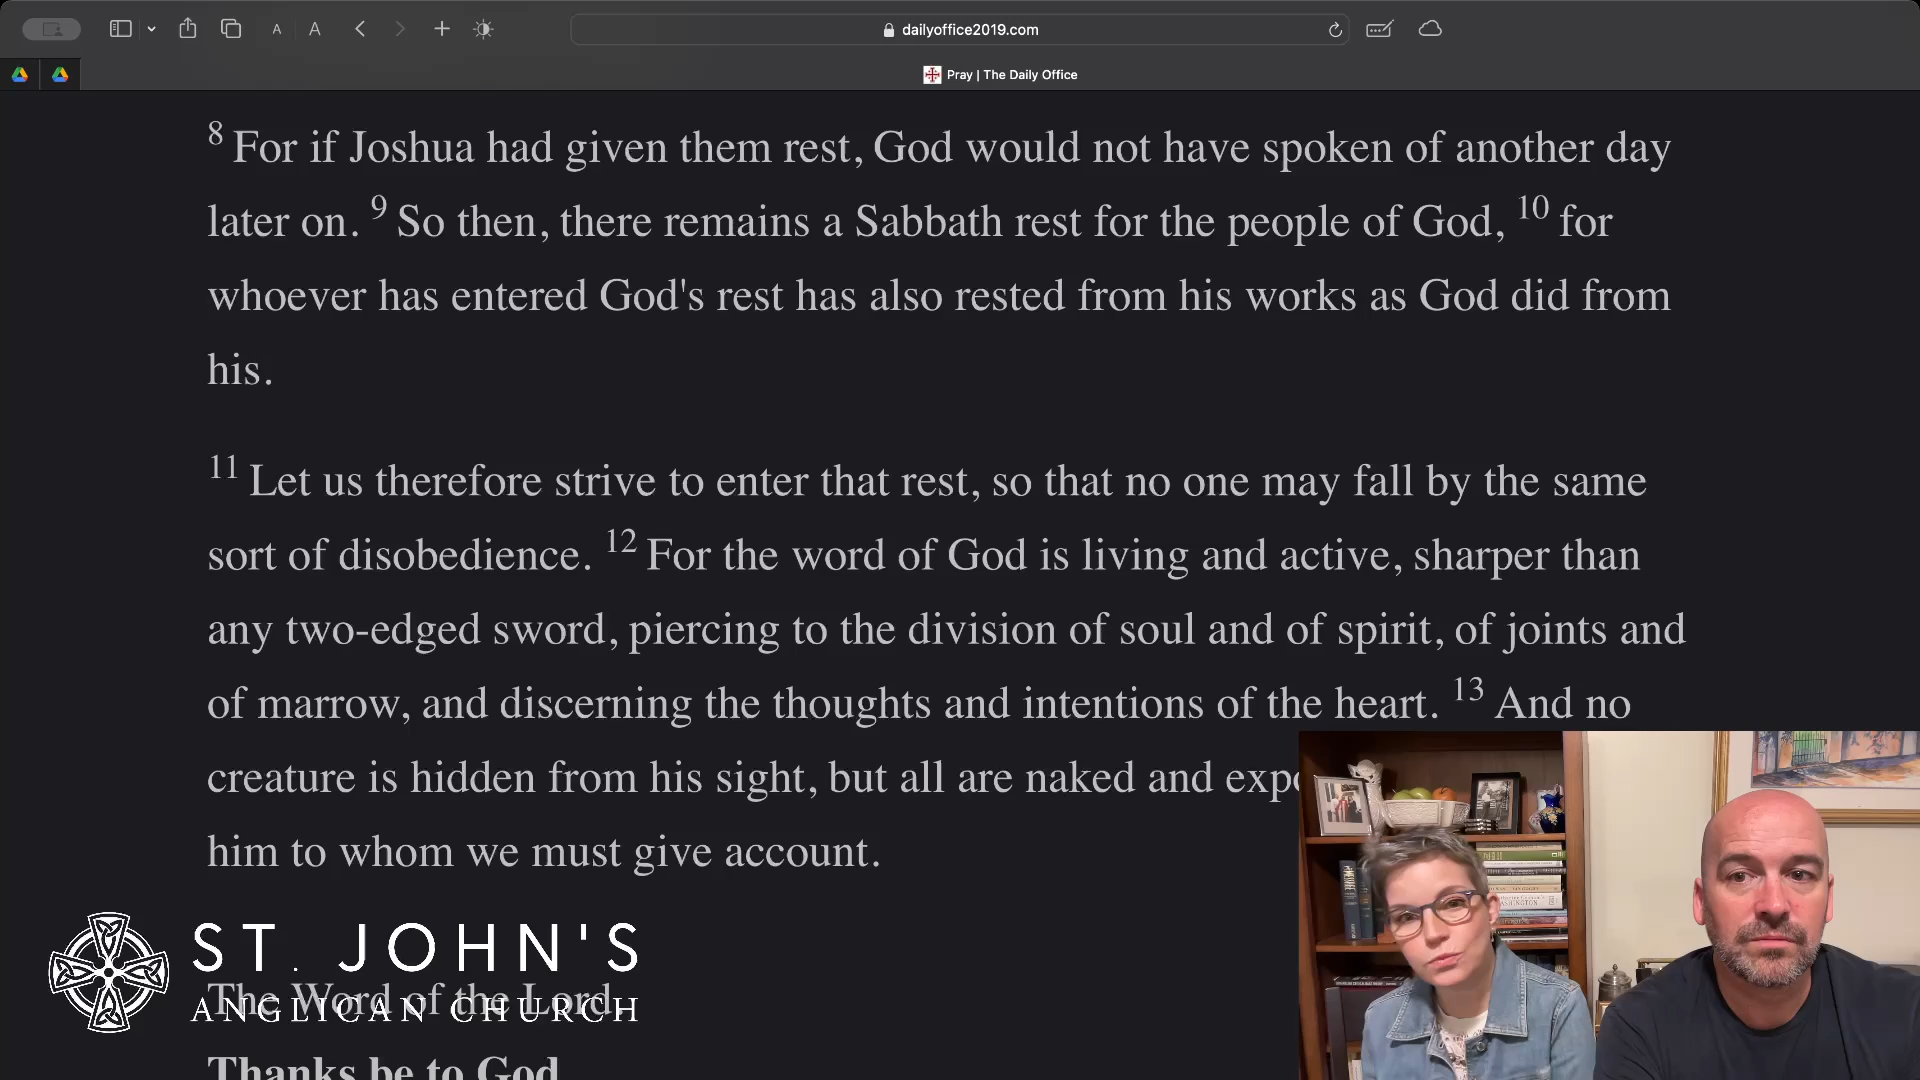 dailyoffice2019.com
Pray | The Daily Office
8 For if Joshua had given them rest, God would not have spoken of another day
later on. 9 So then, there remains a Sabbath rest for the people of God, 10 for
whoever has entered God's rest has also rested from his works as God did from
his.
11 Let us therefore strive to enter that rest, so that no one may fall by the same
sort of disobedience. 12 For the word of God is living and active, sharper than
any two-edged sword, piercing to the division of soul and of spirit, of joints and
of marrow, and discerning the thoughts and intentions of the heart. 13 And no
creature is hidden from his sight, but all are naked and expo
him to whom we must give account.
ST. JOHN'S
The Word of the Lord.
ANGLICAN CHURCH
Thanks be to God